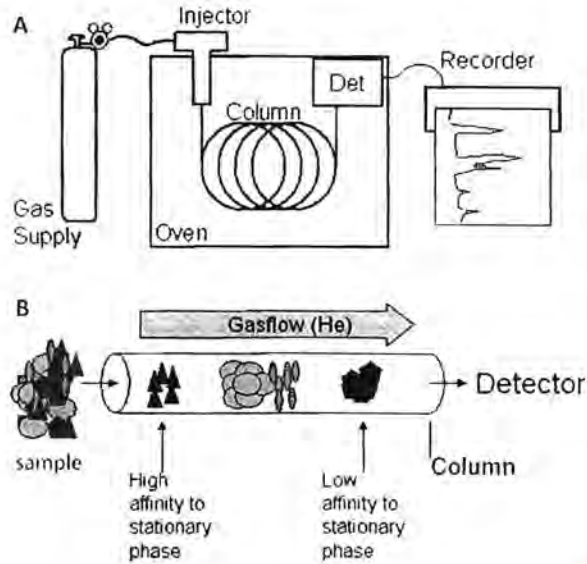 A
Injector
Recorder
Det
Column
Gas
Supply
Oven
B
Gasflow (He)
Detector
sample
Column
High
affinity to
stationary
phase
Low
affinity to
stationary
phase